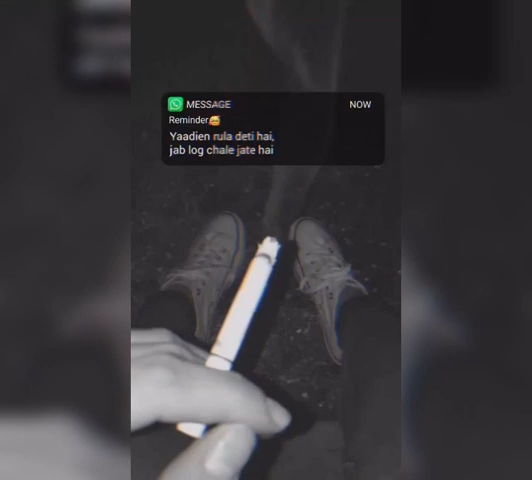 MESSAGE NOW
Reminder🥰
Yaadien rula deti hai,
jab log chale jate hai